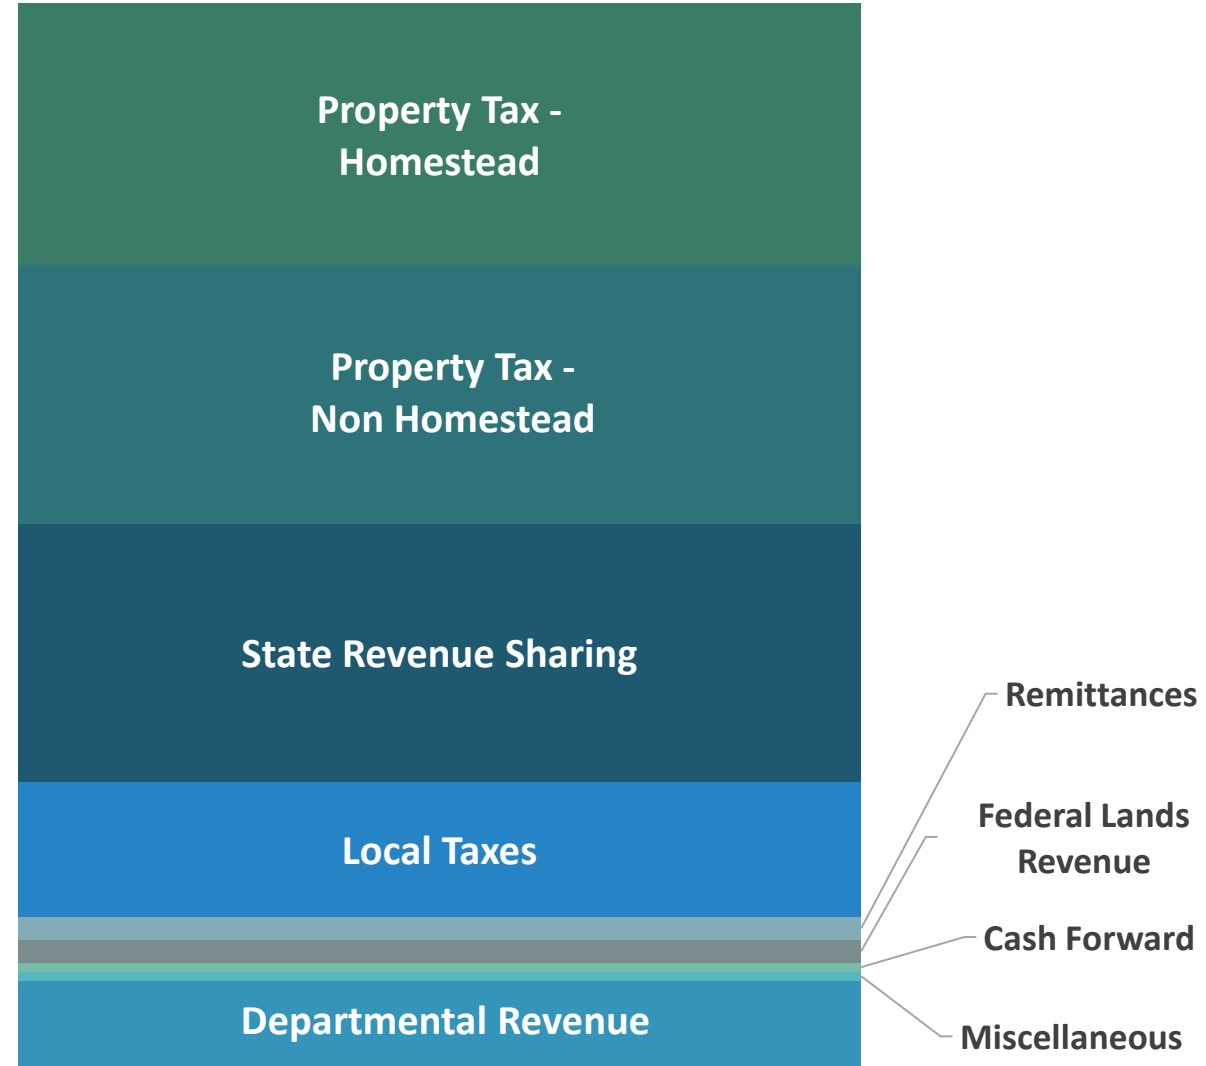 Property Tax -
Homestead
Property Tax -
Non Homestead
State Revenue Sharing
Remittances
Federal Lands
Revenue
Local Taxes
Cash Forward
Departmental Revenue
Miscellaneous